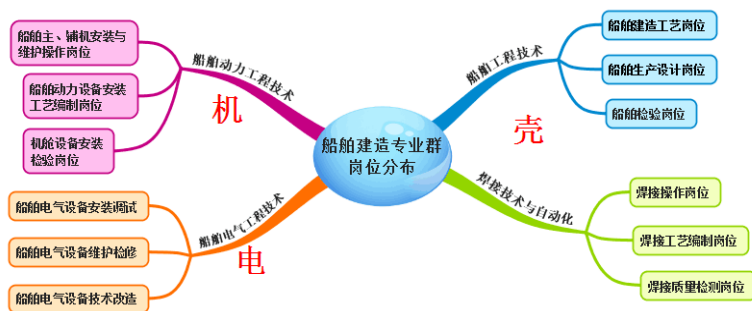 船舶主、辅机安装与
维护操作岗位
船舶动力设备安装
工艺编制岗位
机舱设备安装
检验岗位
船舶动力工程技术
机
船舶电气设备安装调试
船舶电气设备维护检修
船舶电气设备技术改造
船舶电气工程技术
电
船舶建造专业群
岗位分布
船舶工程技术
壳
船舶建造工艺岗位
船舶生产设计岗位
船舶检验岗位
焊接技术与自动化
焊接操作岗位
焊接工艺编制岗位
焊接质量检测岗位